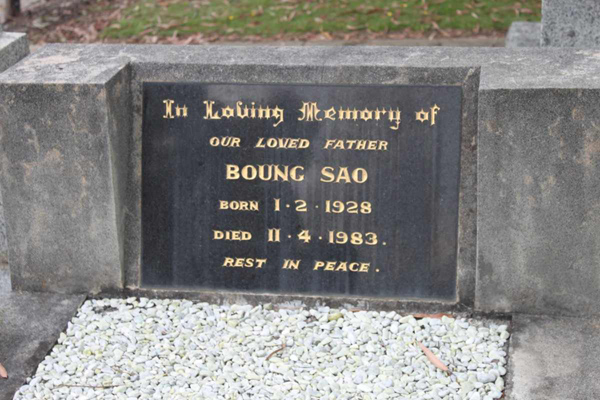 In Loving Memory of
OUR LOVED FATHER
BOUNG SAO
BORN 1·2·1928
DIED 11·4·1983.
REST IN PEACE.